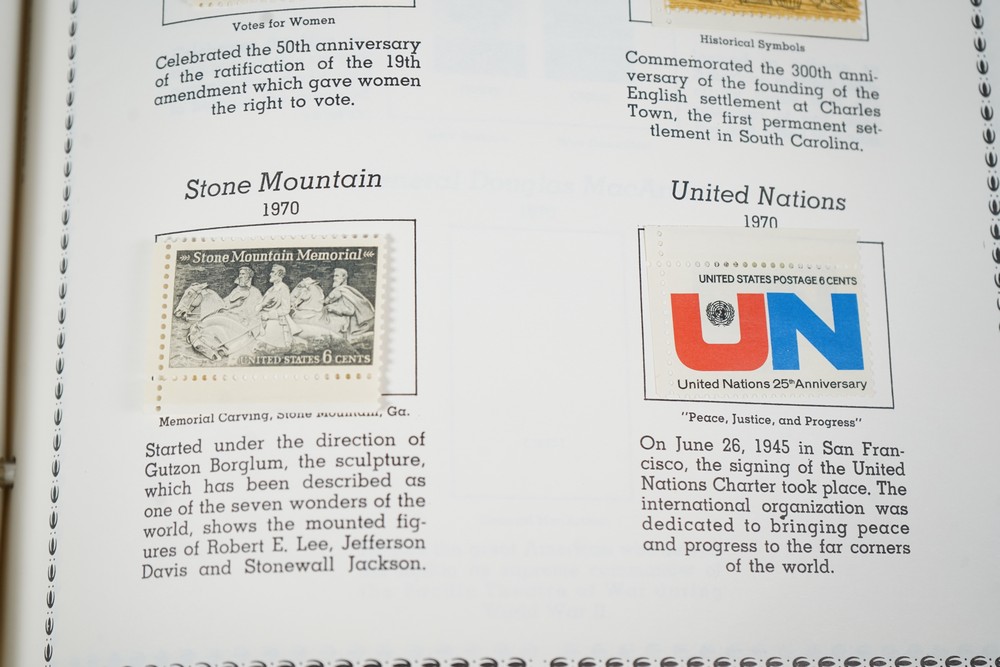 Votes for Women
Celebrated the 50th anniversary
of the ratification of the 19th
amendment which gave women
the right to vote.
Historical Symbols
Commemorated the 300th anni-
versary of the founding of the
English settlement at Charles
Town, the first permanent set-
tlement in South Carolina.
Stone Mountain
1970
Stone Mountain Memorial
UNITED STATES 6 CENTS
Memorial Carving, Stone Mountain, Ga.
Started under the direction of
Gutzon Borglum, the sculpture,
which has been described as
one of the seven wonders of the
world, shows the mounted fig-
ures of Robert E. Lee, Jefferson
Davis and Stonewall Jackson.
United Nations
1970
UNITED STATES POSTAGE 6 CENTS
UN
United Nations 25th Anniversary
"Peace, Justice, and Progress"
On June 26, 1945 in San Fran-
cisco, the signing of the United
Nations Charter took place. The
international organization was
dedicated to bringing peace
and progress to the far corners
of the world.